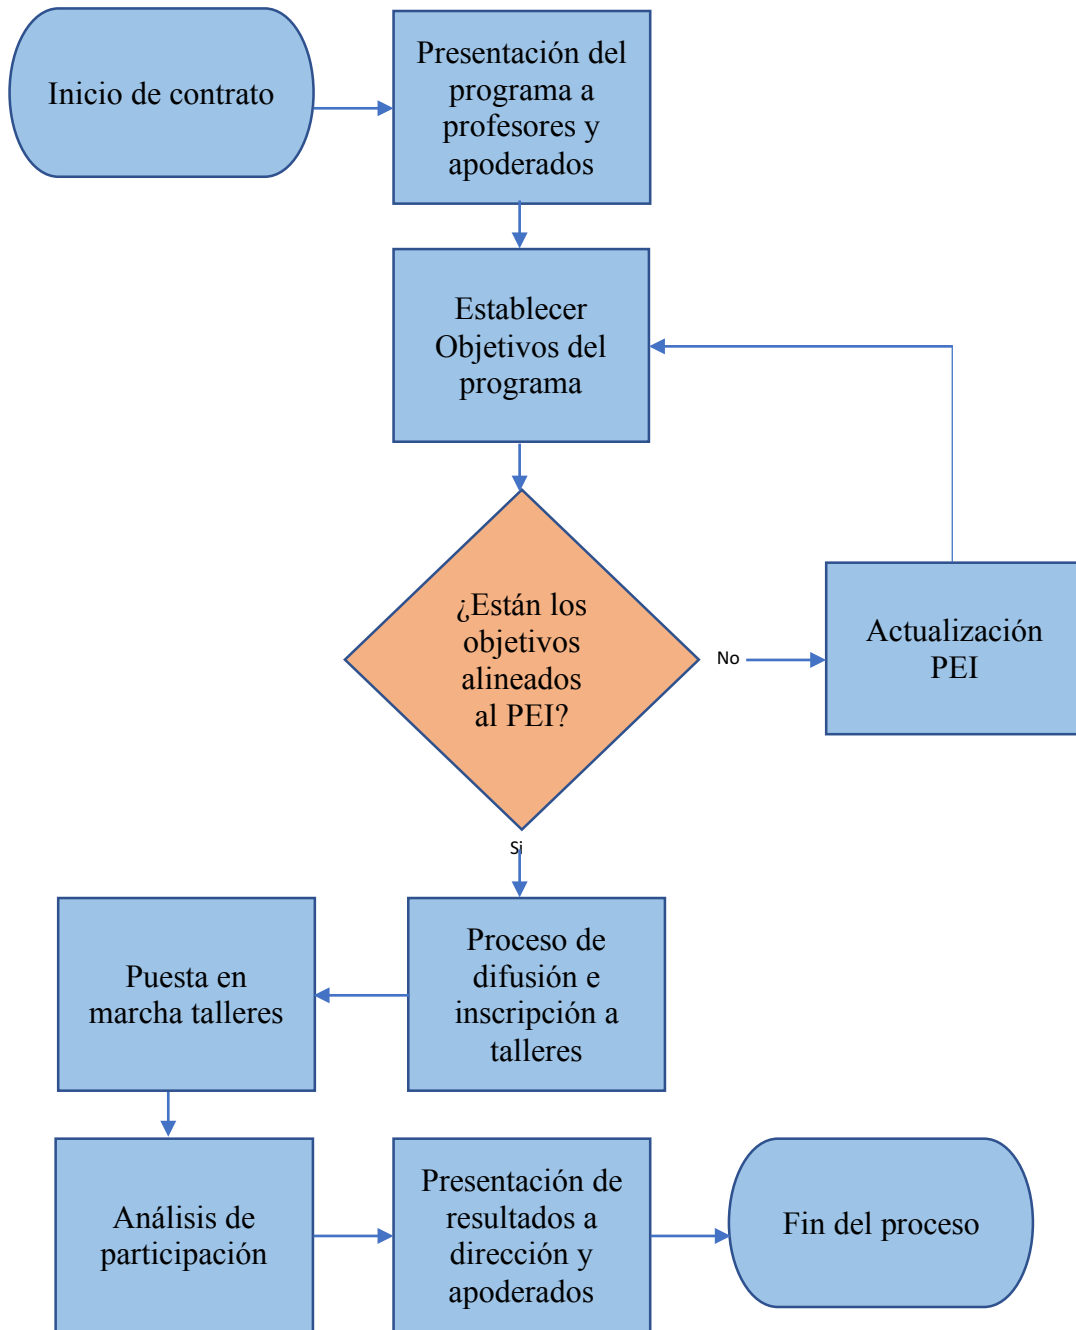 Inicio de contrato
Presentación del
programa a
profesores y
apoderados
Establecer
Objetivos del
programa
¿Están los
objetivos
alineados
al PEI?
No
Actualización
PEI
Si
Proceso de
difusión e
inscripción a
talleres
Puesta en
marcha talleres
Análisis de
participación
Presentación de
resultados a
dirección y
apoderados
Fin del proceso